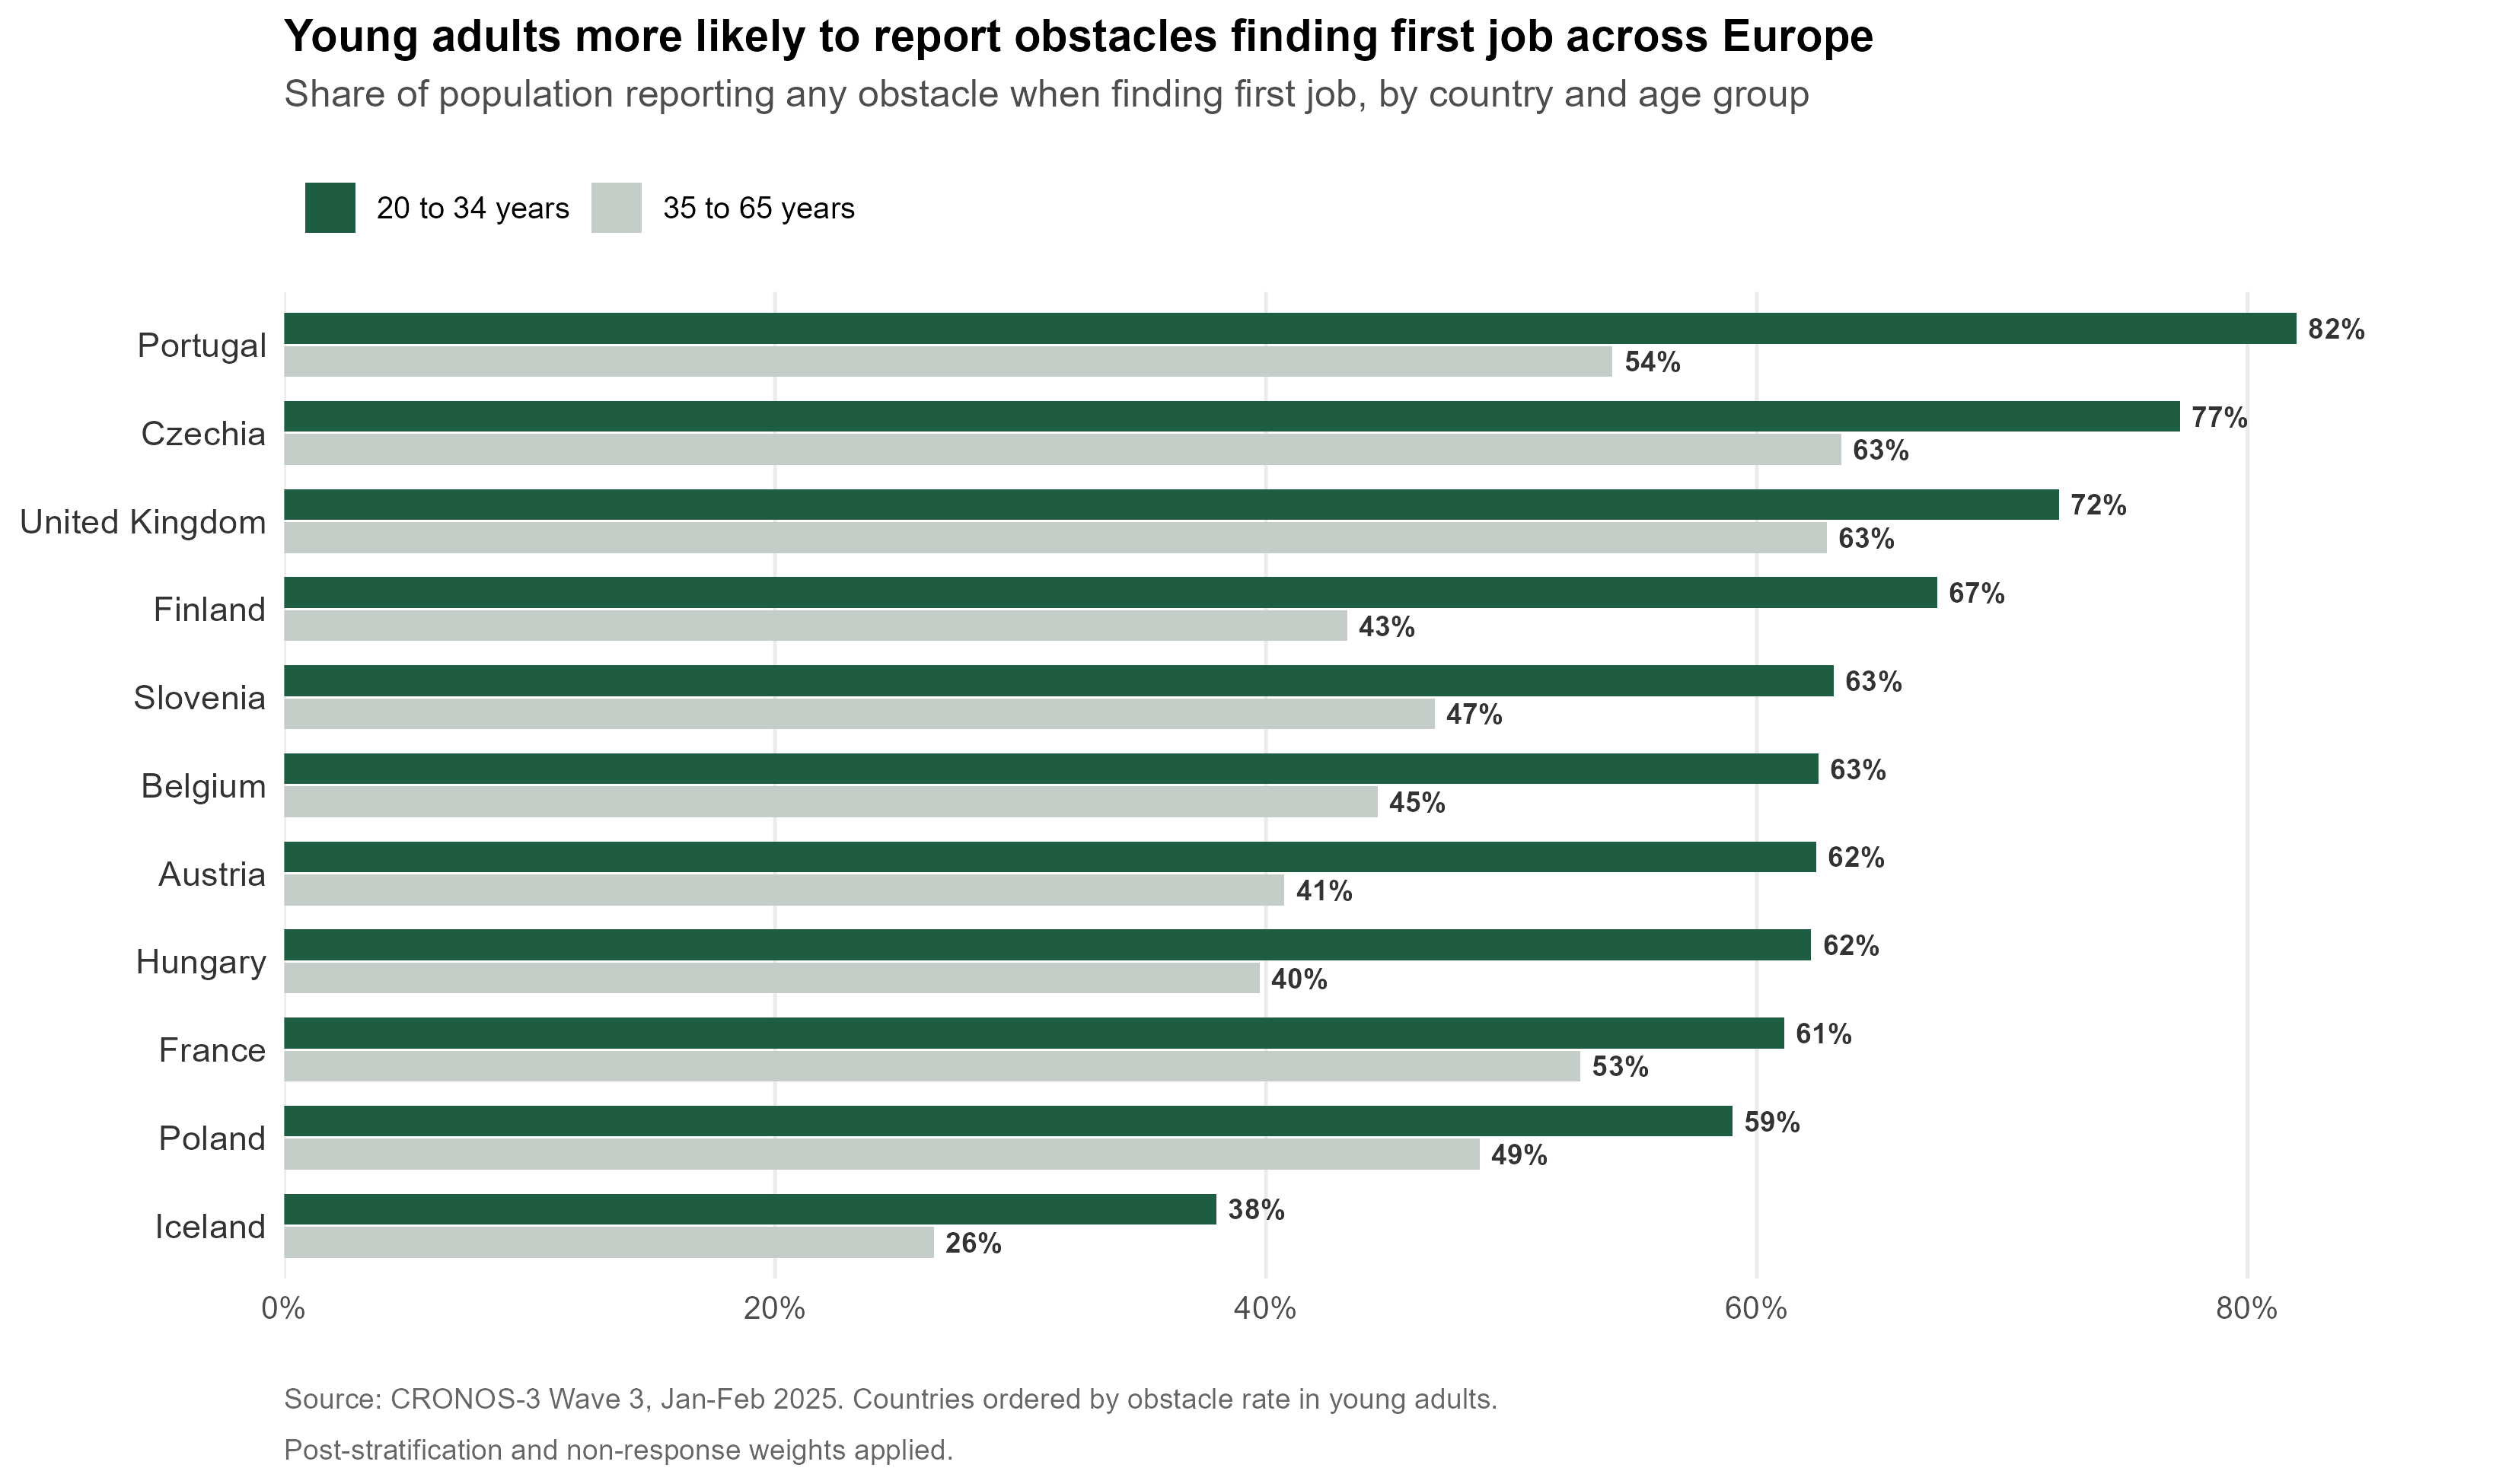 Young adults more likely to report obstacles finding first job across Europe
Share of population reporting any obstacle when finding first job, by country and age group
20 to 34 years 35 to 65 years
Portugal 82%
54%
Czechia 77%
63%
United Kingdom 72%
63%
Finland 67%
43%
Slovenia 63%
47%
Belgium 63%
45%
Austria 62%
41%
Hungary 62%
40%
France 61%
53%
Poland 59%
49%
Iceland 38%
26%
0% 20% 40% 60% 80%
Source: CRONOS-3 Wave 3, Jan-Feb 2025. Countries ordered by obstacle rate in young adults.
Post-stratification and non-response weights applied.